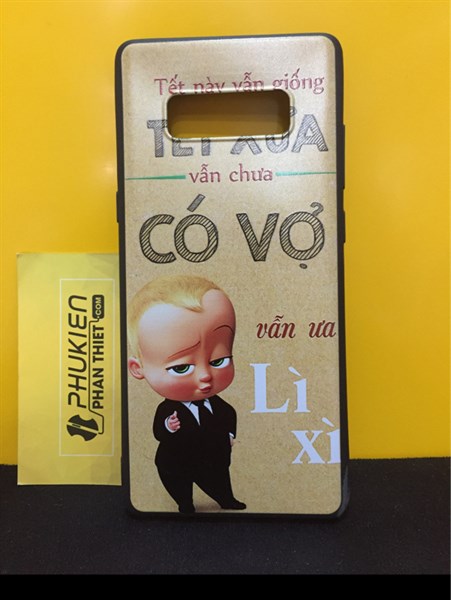 Tết này vẫn giống
TẾT XƯA
vẫn chưa
CÓ VỢ
vẫn ưa
Lì
xì
PHUKIEN
PHAN THIET.COM